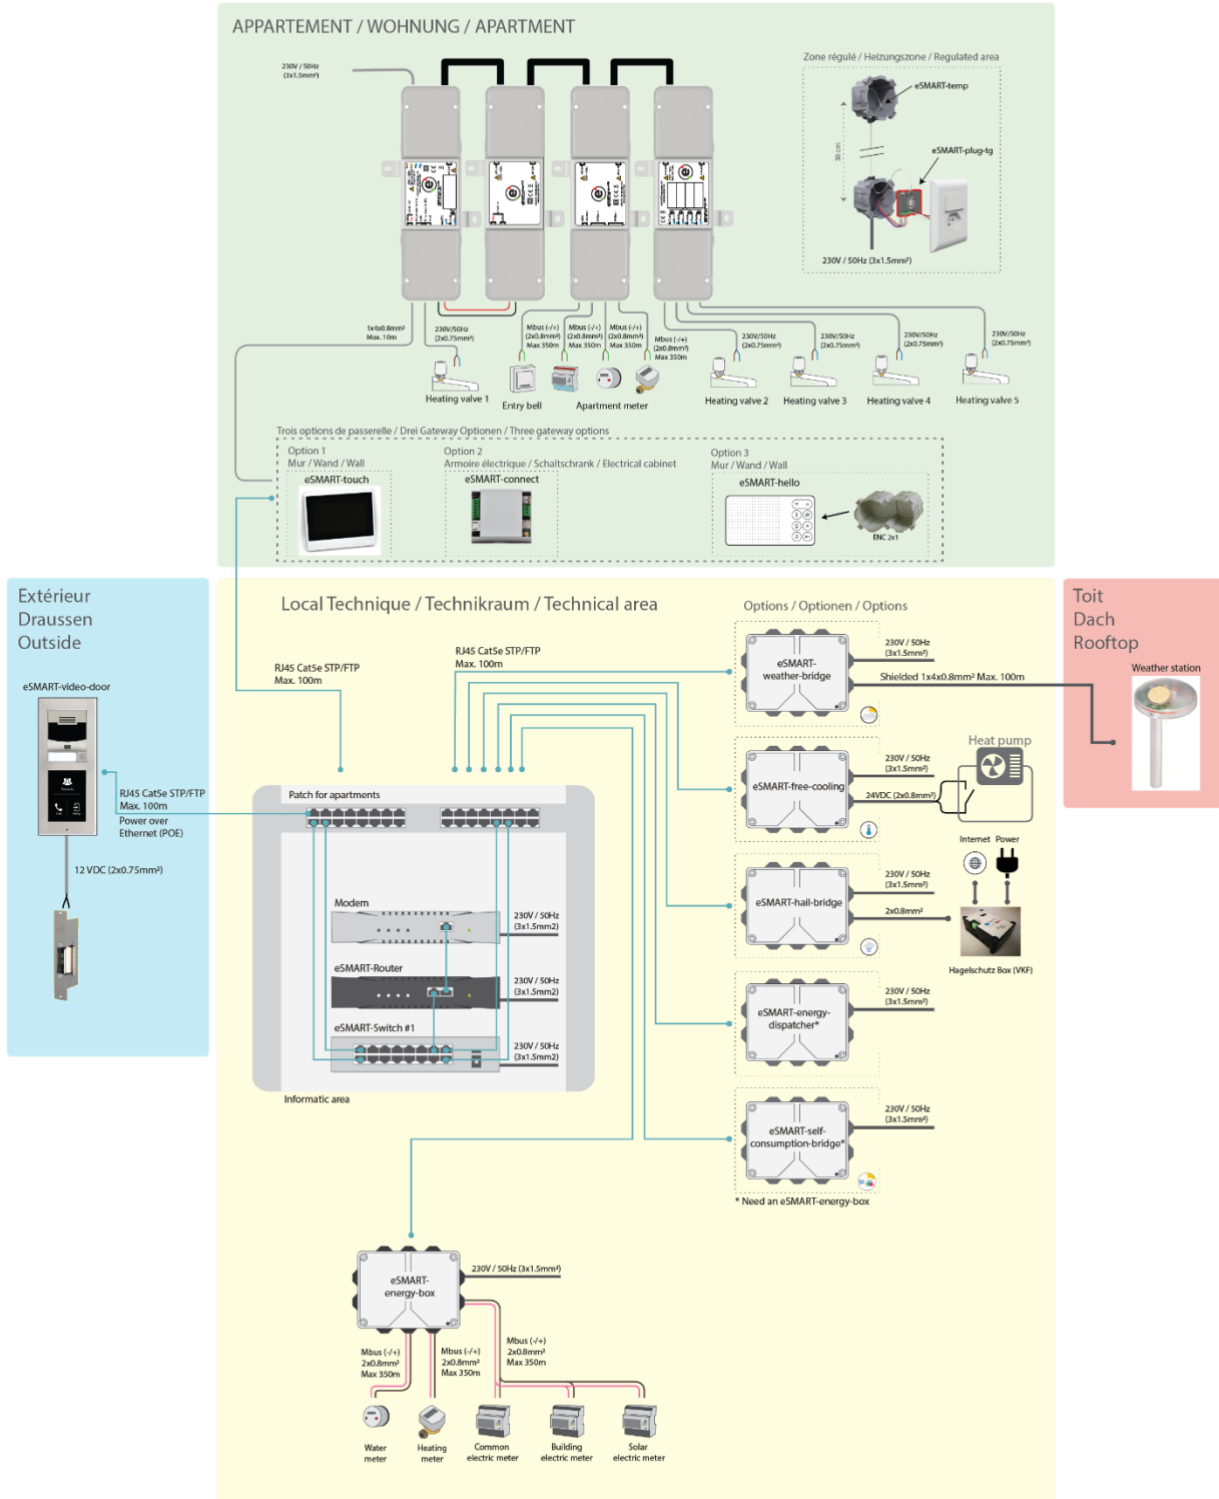 APPARTEMENT / WOHNUNG / APARTMENT
230V / 50Hz
(3x1.5mm²)
Zone régulé / Heizungszone / Regulated area
eSMART-temp
30 cm
eSMART-plug-tg
230V / 50Hz (3x1.5mm²)
1x4x0.8mm²
Max. 10m
230V/50Hz
(2x0.75mm²)
Mbus (-/+)
(2x0.8mm²)
Max 350m
Mbus (-/+)
(2x0.8mm²)
Max 350m
Mbus (-/+)
(2x0.8mm²)
Max 350m
Mbus (-/+)
(2x0.8mm²)
Max 350m
230V/50Hz
(2x0.75mm²)
230V/50Hz
(2x0.75mm²)
230V/50Hz
(2x0.75mm²)
230V/50Hz
(2x0.75mm²)
Heating valve 1
Entry bell
Apartment meter
Heating valve 2
Heating valve 3
Heating valve 4
Heating valve 5
Trois options de passerelle / Drei Gateway Optionen / Three gateway options
Option 1
Mur / Wand / Wall
eSMART-touch
Option 2
Armoire électrique / Schaltschrank / Electrical cabinet
eSMART-connect
Option 3
Mur / Wand / Wall
eSMART-hello
ENC 2x1
Extérieur
Draussen
Outside
eSMART-video-door
RJ45 Cat5e STP/FTP
Max. 100m
Power over
Ethernet (POE)
12 VDC (2x0.75mm²)
Local Technique / Technikraum / Technical area
RJ45 Cat5e STP/FTP
Max. 100m
RJ45 Cat5e STP/FTP
Max. 100m
Patch for apartments
Modem
230V / 50Hz
(3x1.5mm2)
eSMART-Router
230V / 50Hz
(3x1.5mm2)
eSMART-Switch #1
230V / 50Hz
(3x1.5mm2)
Informatic area
Options / Optionen / Options
eSMART-
weather-bridge
230V / 50Hz
(3x1.5mm²)
Shielded 1x4x0.8mm² Max. 100m
eSMART-free-cooling
230V / 50Hz
(3x1.5mm²)
24VDC (2x0.8mm²)
Heat pump
Internet
Power
eSMART-hail-bridge
230V / 50Hz
(3x1.5mm²)
2x0.8mm²
Hagelschutz Box (VKF)
eSMART-energy-
dispatcher*
230V / 50Hz
(3x1.5mm²)
eSMART-self-
consumption-bridge*
230V / 50Hz
(3x1.5mm²)
* Need an eSMART-energy-box
Toit
Dach
Rooftop
Weather station
eSMART-
energy-box
230V / 50Hz (3x1.5mm²)
Mbus (-/+)
2x0.8mm²
Max 350m
Mbus (-/+)
2x0.8mm²
Max 350m
Mbus (-/+)
2x0.8mm²
Max 350m
Water
meter
Heating
meter
Common
electric meter
Building
electric meter
Solar
electric meter